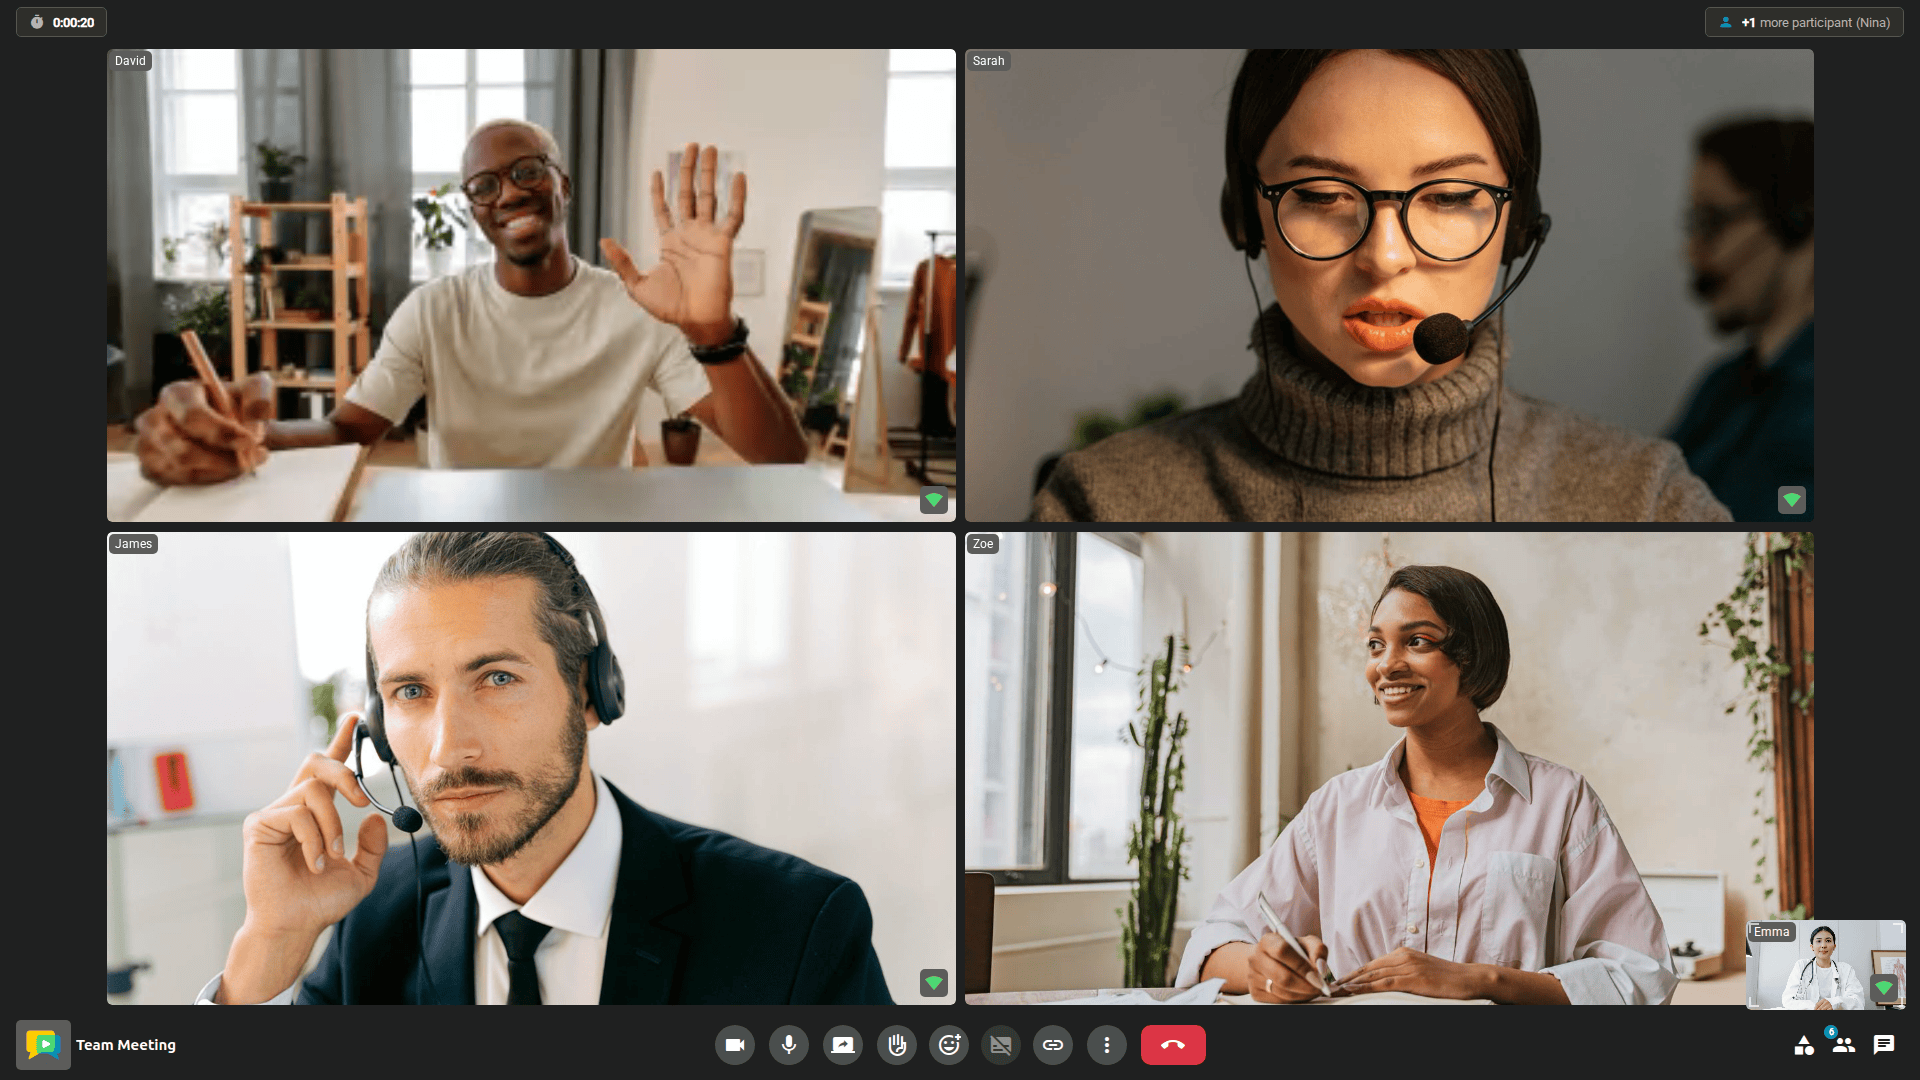 0:00:20
+1 more participant (Nina)
David
Sarah
James
Zoe
Emma
Team Meeting
6